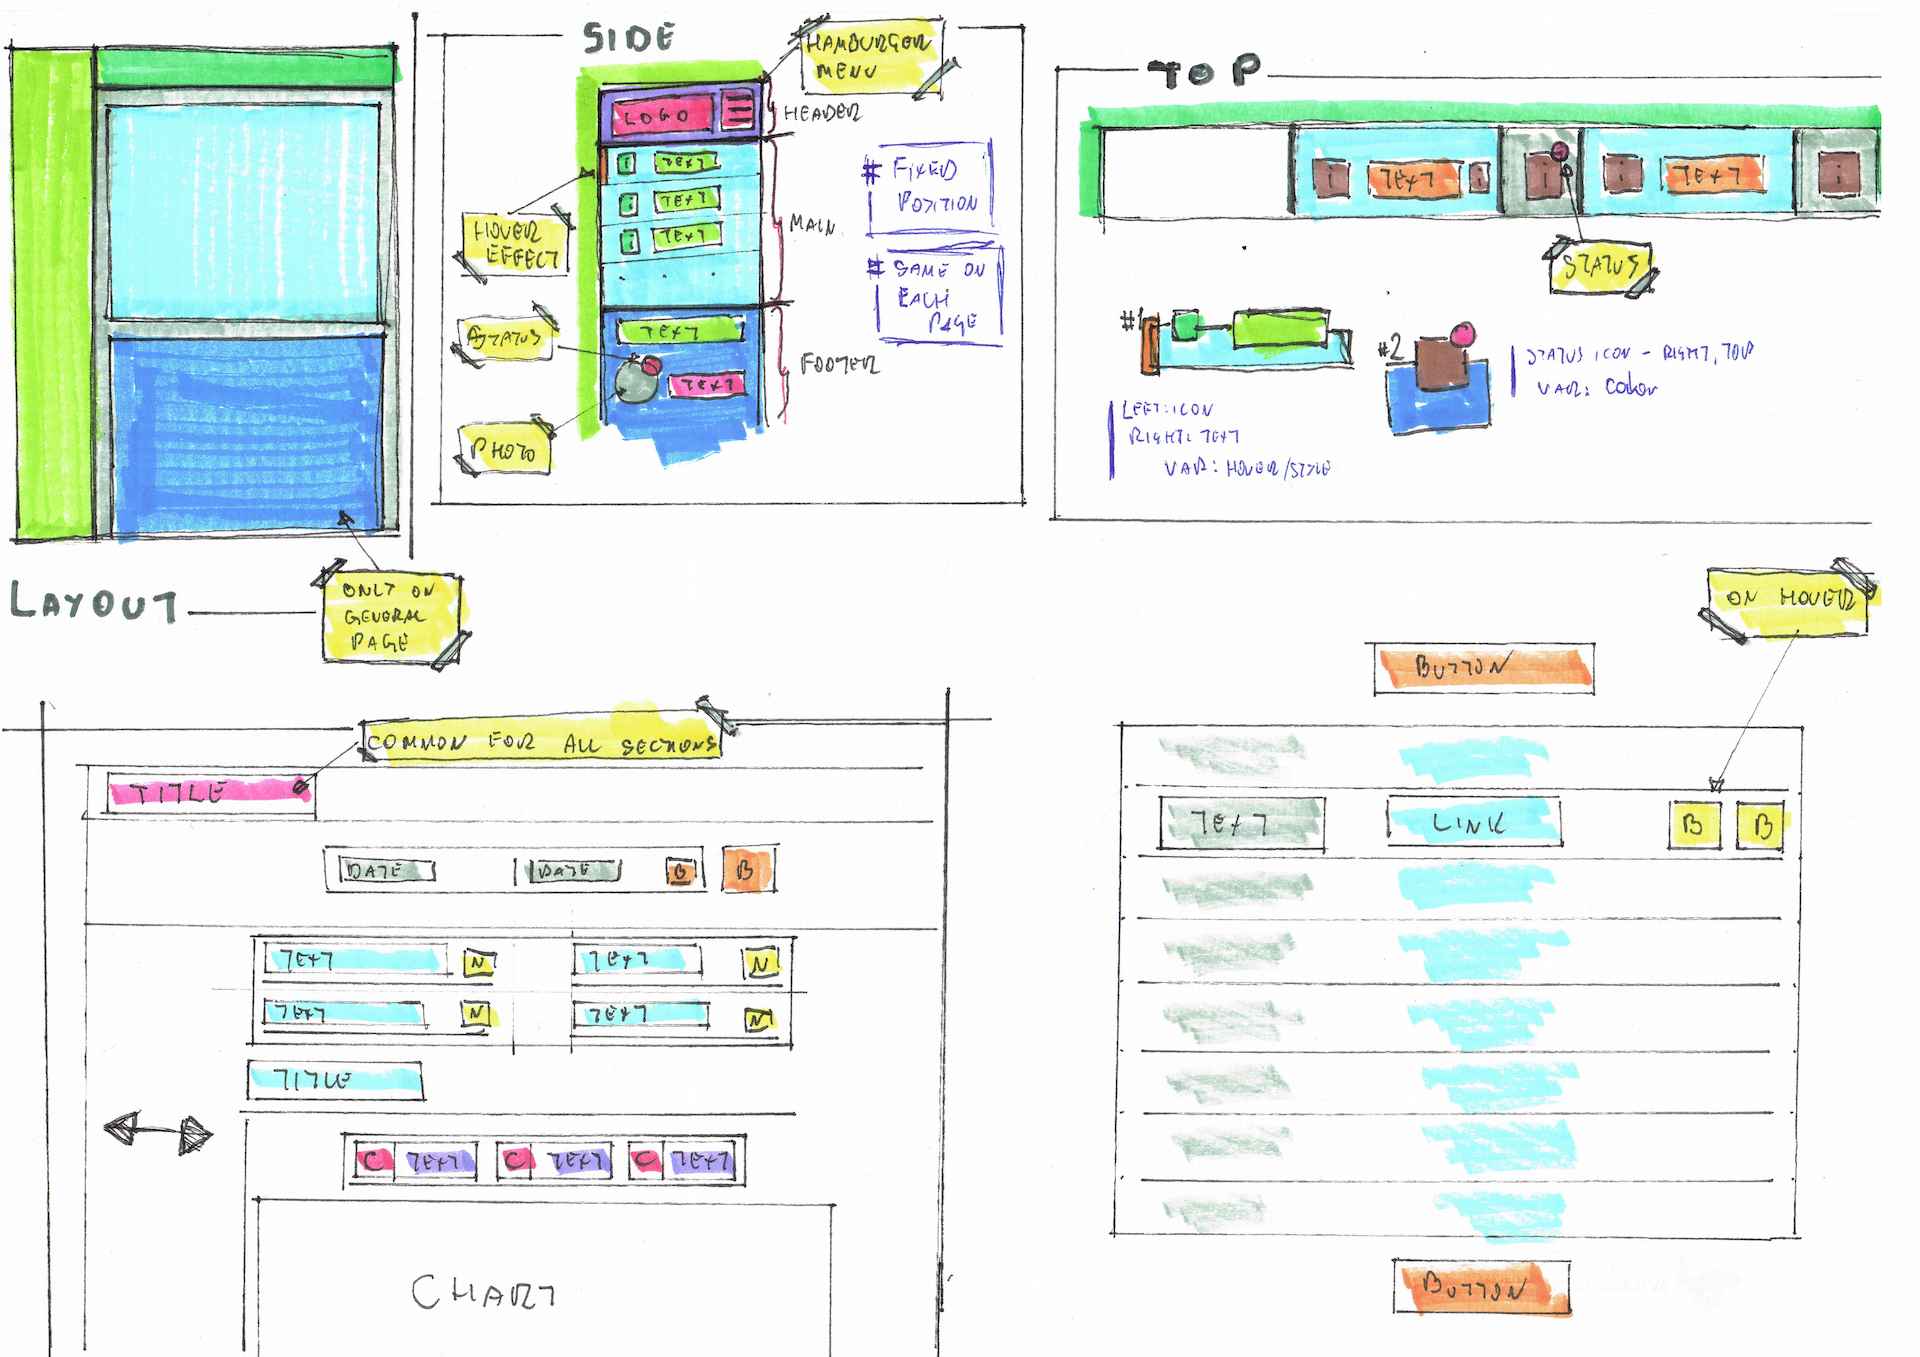 LAYOUT
ONLY ON
GENERAL
PAGE
SIDE
HAMBURGER
MENU
LOGO
HEADER
i TEXT
i TEXT
i TEXT
HOVER
EFFECT
MAIN
TEXT
STATUS
TEXT
PHOTO
FOOTER
# FIXED
POSITION
# SAME ON
EACH
PAGE
TOP
i TEXT i
i
i TEXT
i
STATUS
#1
LEFT: ICON
RIGHT: TEXT
VAR: HOVER/STYLE
#2
STATUS ICON - RIGHT, TOP
VAR: COLOR
COMMON FOR ALL SECTIONS
TITLE
DATE DATE B B
TEXT N TEXT N
TEXT N TEXT N
TITLE
C TEXT C TEXT C TEXT
CHART
ON HOVER
BUTTON
TEXT LINK B B
BUTTON